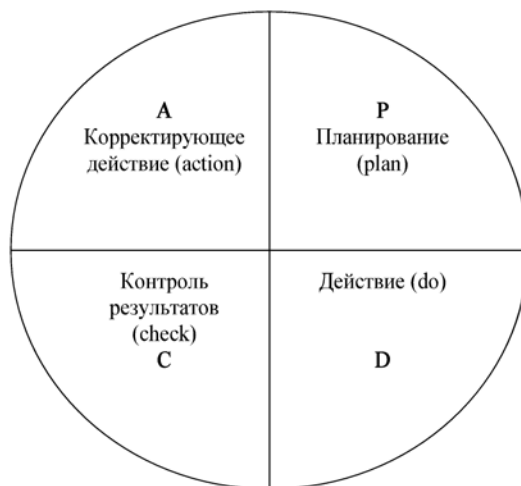 A
Корректирующее
действие (action)
P
Планирование
(plan)
Контроль
результатов
(check)
C
Действие (do)
D